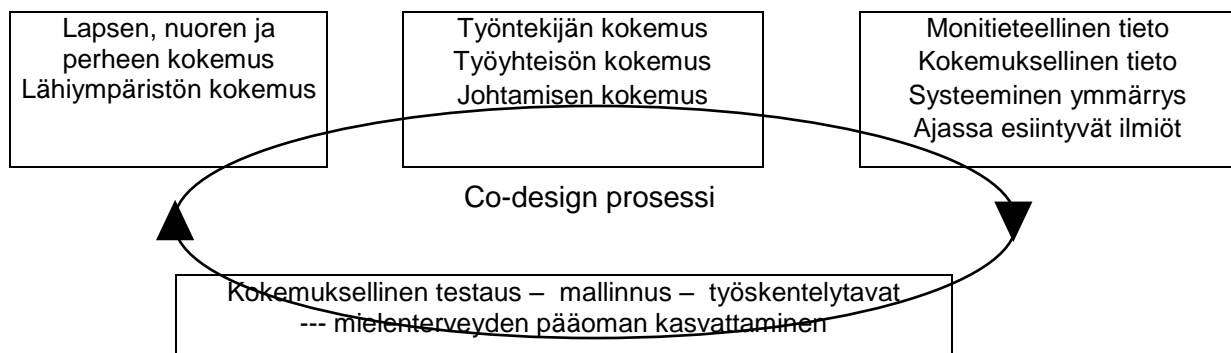 Lapsen, nuoren ja
perheen kokemus
Lähiympäristön kokemus
Työntekijän kokemus
Työyhteisön kokemus
Johtamisen kokemus
Monitieteellinen tieto
Kokemuksellinen tieto
Systeeminen ymmärrys
Ajassa esiintyvät ilmiöt
Co-design prosessi
Kokemuksellinen testaus – mallinnus – työskentelytavat
--- mielenterveyden pääoman kasvattaminen